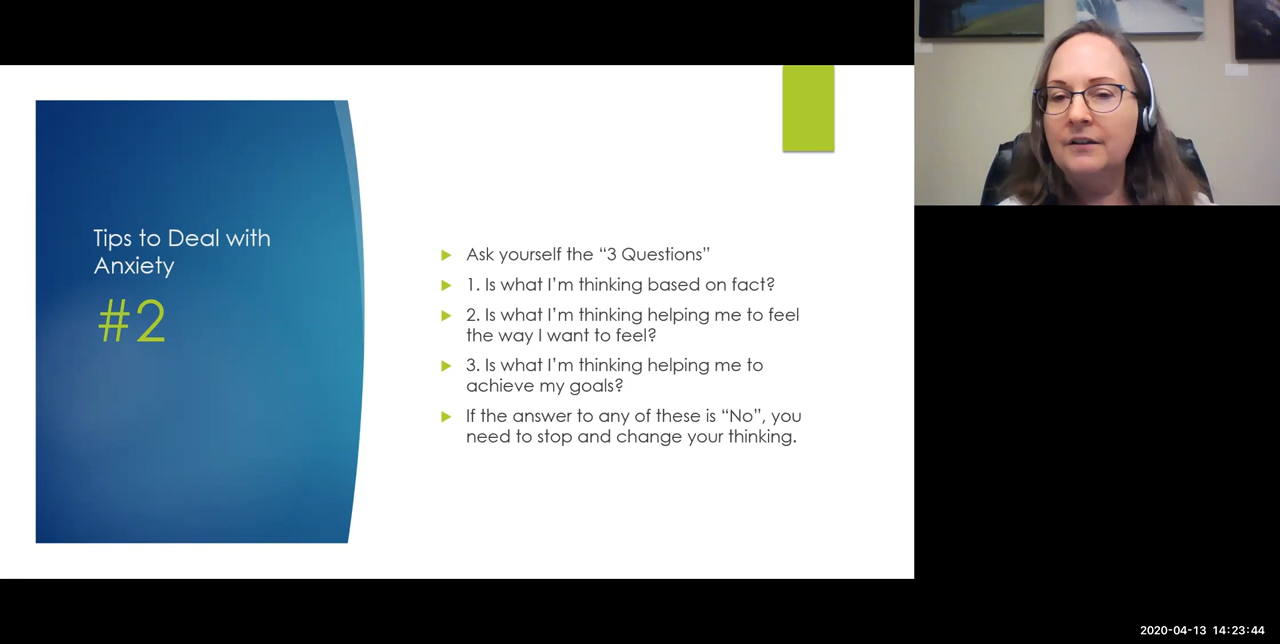 Tips to Deal with
Anxiety
#2
Ask yourself the “3 Questions”
1. Is what I’m thinking based on fact?
2. Is what I’m thinking helping me to feel
the way I want to feel?
3. Is what I’m thinking helping me to
achieve my goals?
If the answer to any of these is “No”, you
need to stop and change your thinking.
2020-04-13 14:23:44